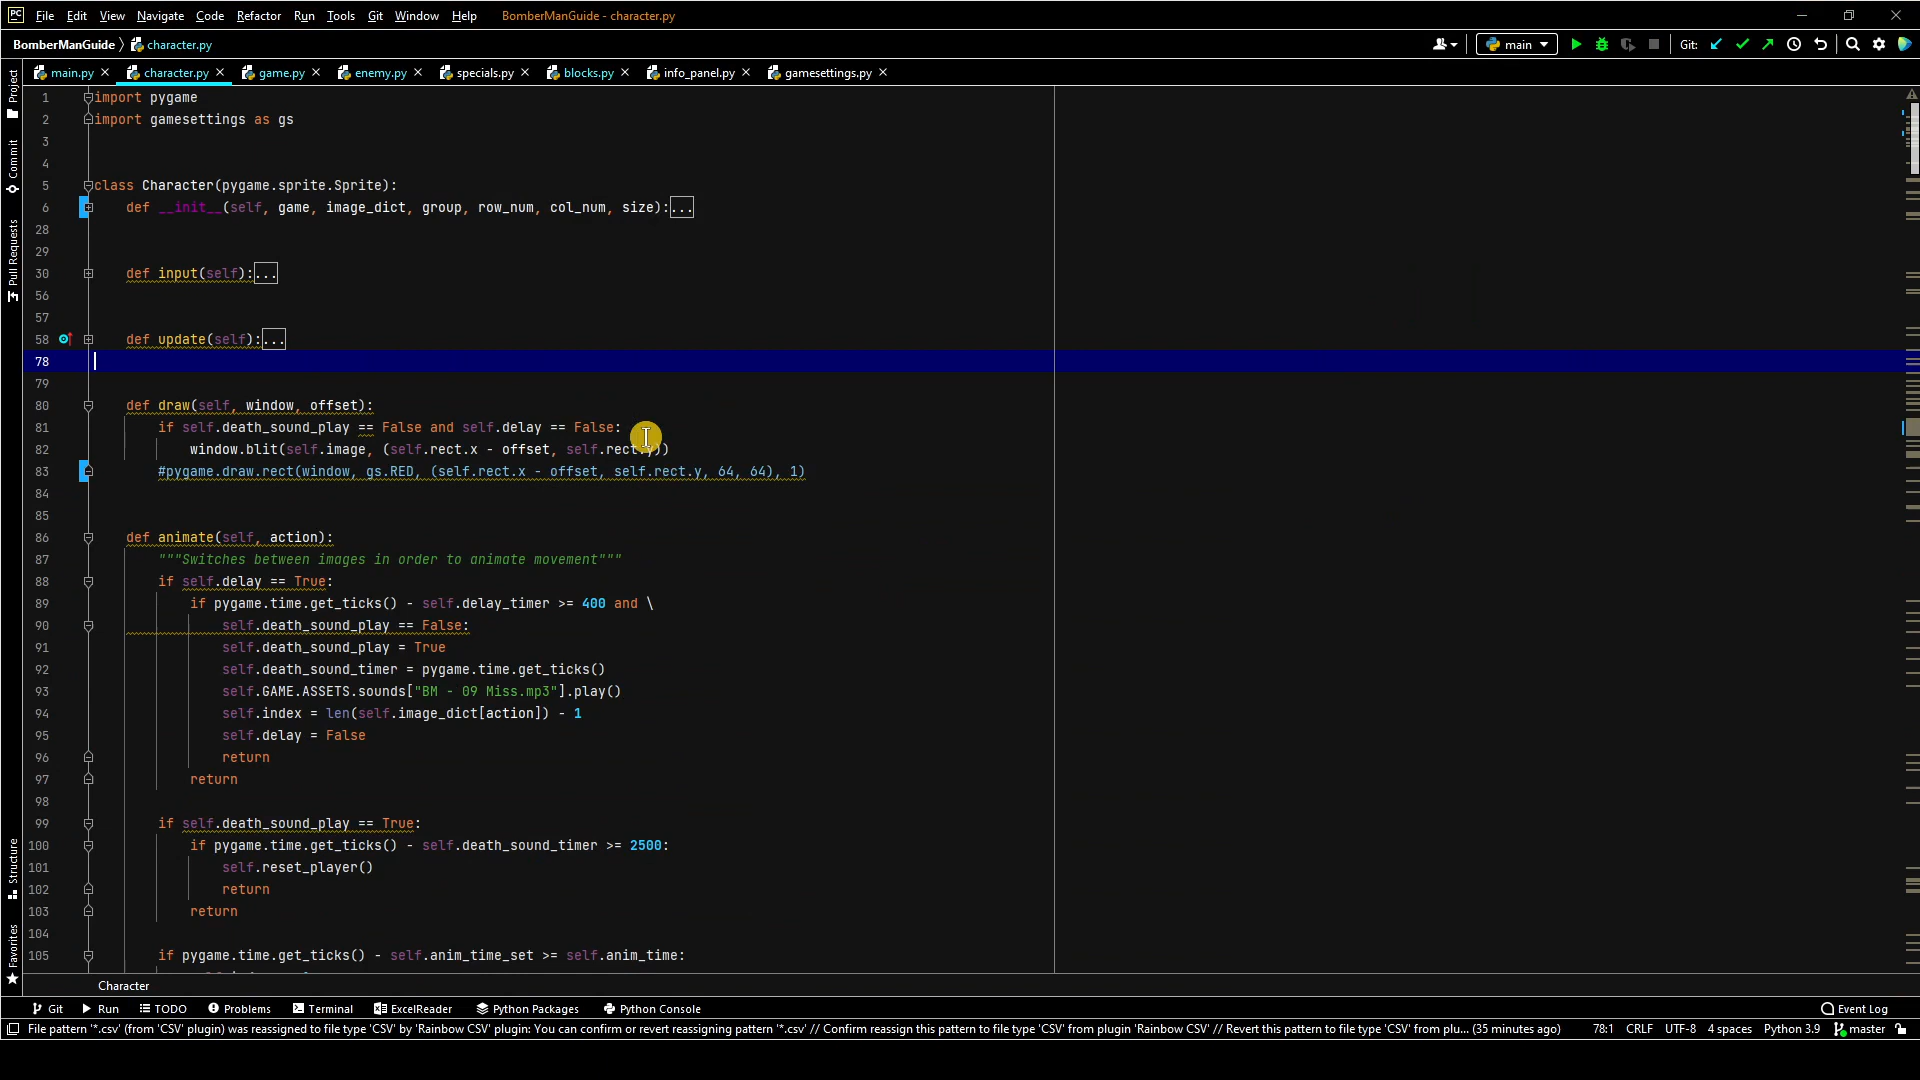 PC File Edit View Navigate Code Refactor Run Tools Git Window Help BomberManGuide - character.py
BomberManGuide character.py main Git:
main.py character.py game.py enemy.py specials.py blocks.py info_panel.py gamesettings.py
Project
Commit
Pull Requests
Structure
Favorites
1 import pygame
2 import gamesettings as gs
3
4
5 class Character(pygame.sprite.Sprite):
6 def __init__(self, game, image_dict, group, row_num, col_num, size):...
28
29
30 def input(self):...
56
57
58 def update(self):...
78
79
80 def draw(self, window, offset):
81 if self.death_sound_play == False and self.delay == False:
82 window.blit(self.image, (self.rect.x - offset, self.rect.y))
83 #pygame.draw.rect(window, gs.RED, (self.rect.x - offset, self.rect.y, 64, 64), 1)
84
85
86 def animate(self, action):
87 """Switches between images in order to animate movement"""
88 if self.delay == True:
89 if pygame.time.get_ticks() - self.delay_timer >= 400 and \
90 self.death_sound_play == False:
91 self.death_sound_play = True
92 self.death_sound_timer = pygame.time.get_ticks()
93 self.GAME.ASSETS.sounds["BM - 09 Miss.mp3"].play()
94 self.index = len(self.image_dict[action]) - 1
95 self.delay = False
96 return
97 return
98
99 if self.death_sound_play == True:
100 if pygame.time.get_ticks() - self.death_sound_timer >= 2500:
101 self.reset_player()
102 return
103 return
104
105 if pygame.time.get_ticks() - self.anim_time_set >= self.anim_time:
Character
Git Run TODO Problems Terminal ExcelReader Python Packages Python Console Event Log
File pattern '*.csv' (from 'CSV' plugin) was reassigned to file type 'CSV' by 'Rainbow CSV' plugin: You can confirm or revert reassigning pattern '*.csv' // Confirm reassign this pattern to file type 'CSV' from plugin 'Rainbow CSV' // Revert this pattern to file type 'CSV' from plu... (35 minutes ago) 78:1 CRLF UTF-8 4 spaces Python 3.9 master